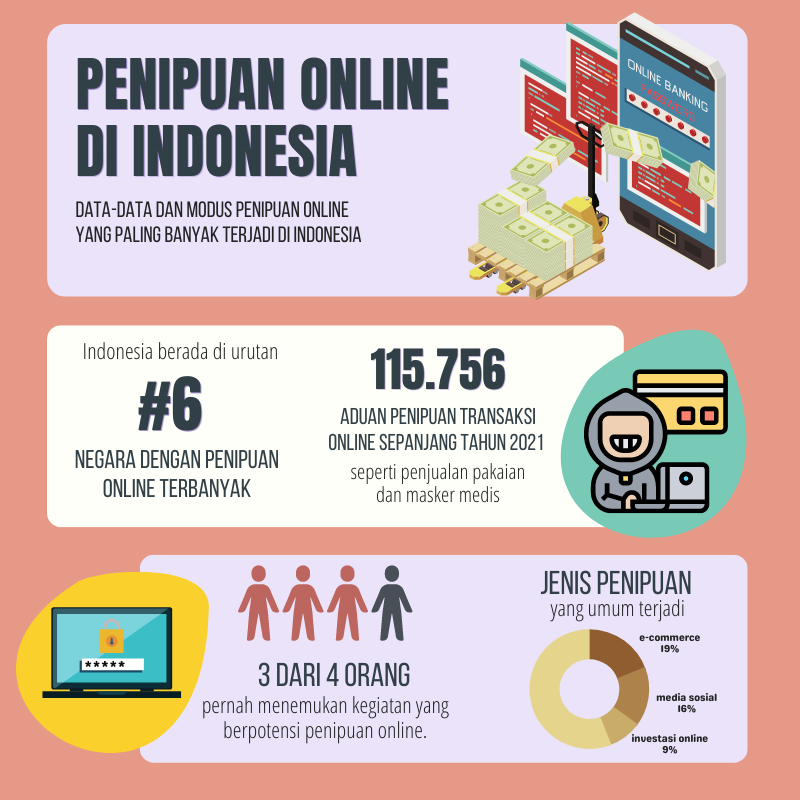 PENIPUAN ONLINE
DI INDONESIA
DATA-DATA DAN MODUS PENIPUAN ONLINE
YANG PALING BANYAK TERJADI DI INDONESIA
ONLINE BANKING
Indonesia berada di urutan
#6
NEGARA DENGAN PENIPUAN
ONLINE TERBANYAK
115.756
ADUAN PENIPUAN TRANSAKSI
ONLINE SEPANJANG TAHUN 2021
seperti penjualan pakaian
dan masker medis
*****
3 DARI 4 ORANG
pernah menemukan kegiatan yang
berpotensi penipuan online.
JENIS PENIPUAN
yang umum terjadi
e-commerce
19%
media sosial
16%
investasi online
9%